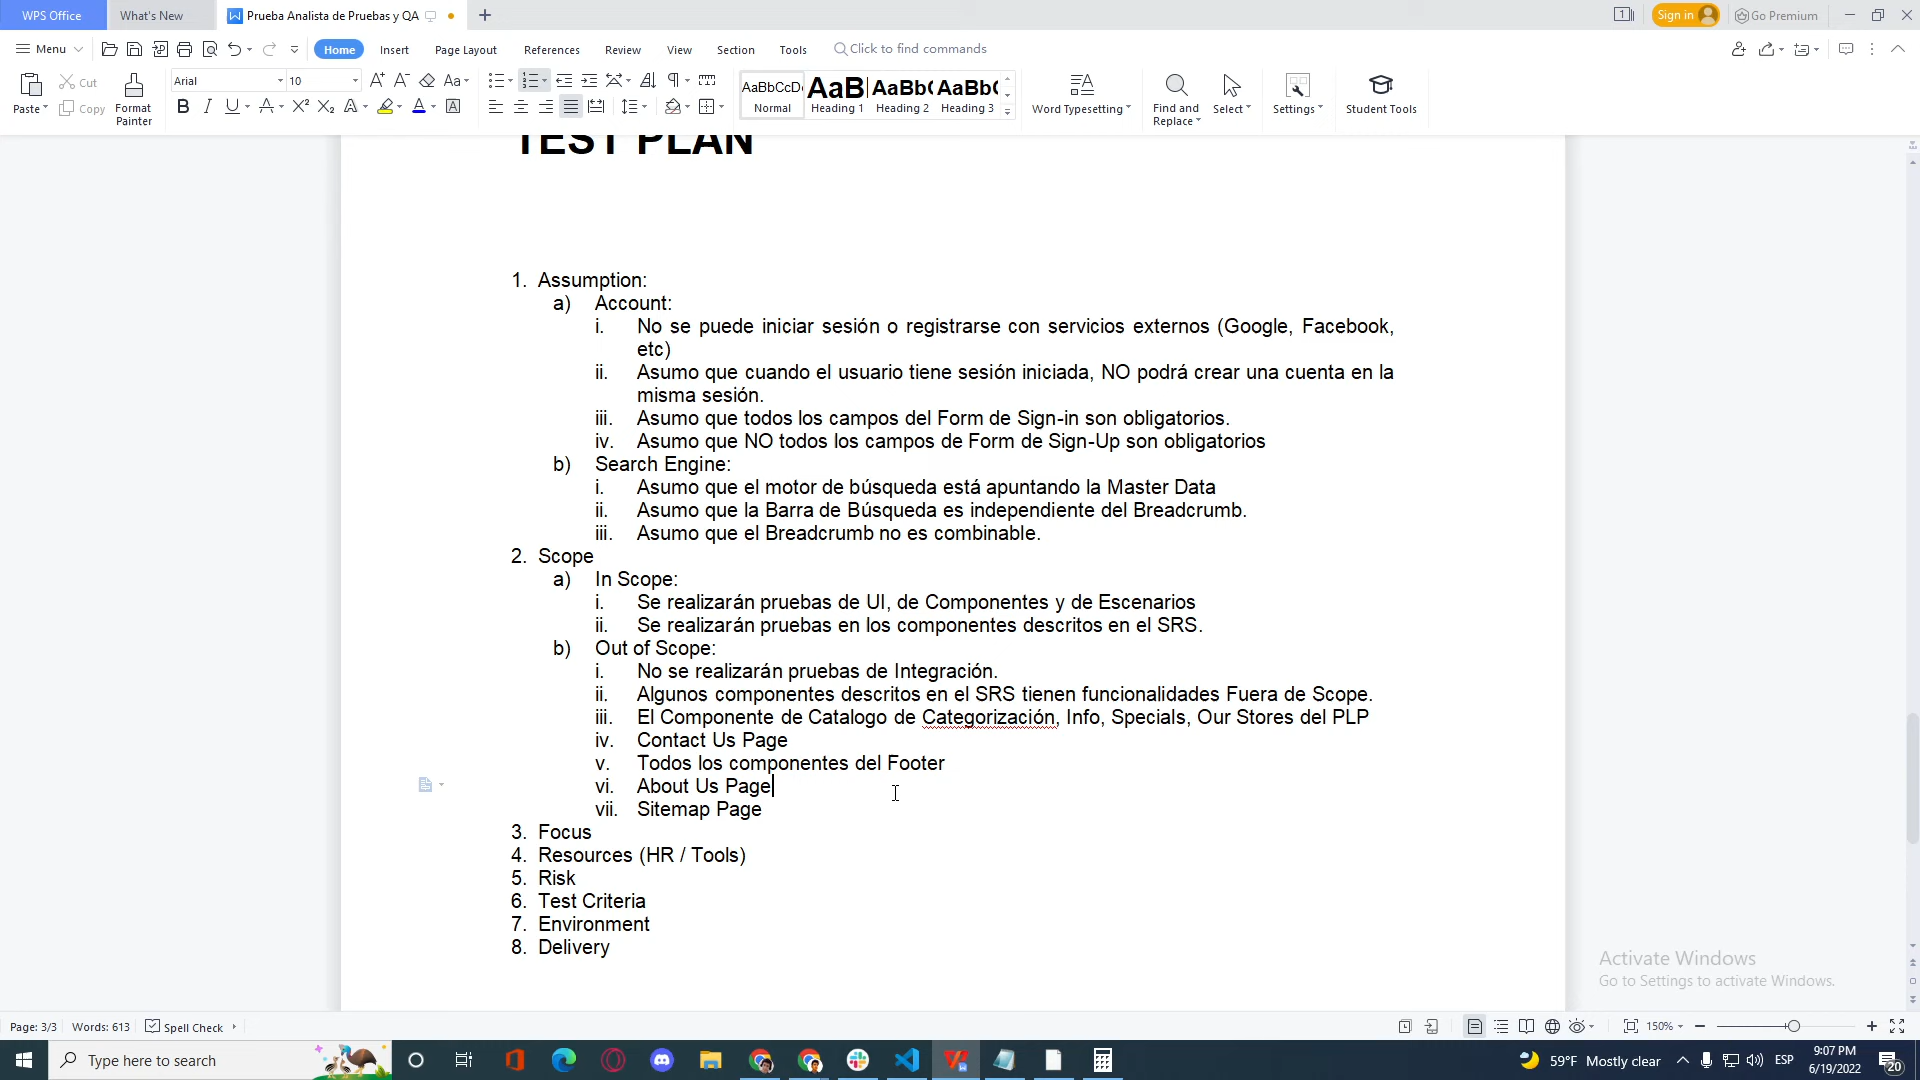 WPS Office What's New Prueba Analista de Pruebas y QA 1 Sign in Go Premium
Menu Home Insert Page Layout References Review View Section Tools Click to find commands
Paste Cut Copy Format Painter Arial 10 AaBbCcD Normal AaB Heading 1 AaBb Heading 2 AaBb Heading 3 Word Typesetting Find and Replace Select Settings Student Tools
TEST PLAN
1. Assumption:
a) Account:
i. No se puede iniciar sesión o registrarse con servicios externos (Google, Facebook,
etc)
ii. Asumo que cuando el usuario tiene sesión iniciada, NO podrá crear una cuenta en la
misma sesión.
iii. Asumo que todos los campos del Form de Sign-in son obligatorios.
iv. Asumo que NO todos los campos de Form de Sign-Up son obligatorios
b) Search Engine:
i. Asumo que el motor de búsqueda está apuntando la Master Data
ii. Asumo que la Barra de Búsqueda es independiente del Breadcrumb.
iii. Asumo que el Breadcrumb no es combinable.
2. Scope
a) In Scope:
i. Se realizarán pruebas de UI, de Componentes y de Escenarios
ii. Se realizarán pruebas en los componentes descritos en el SRS.
b) Out of Scope:
i. No se realizarán pruebas de Integración.
ii. Algunos componentes descritos en el SRS tienen funcionalidades Fuera de Scope.
iii. El Componente de Catalogo de Categorización, Info, Specials, Our Stores del PLP
iv. Contact Us Page
v. Todos los componentes del Footer
vi. About Us Page
vii. Sitemap Page
3. Focus
4. Resources (HR / Tools)
5. Risk
6. Test Criteria
7. Environment
8. Delivery
Activate Windows
Go to Settings to activate Windows.
Page: 3/3 Words: 613 Spell Check 150%
Type here to search 59°F Mostly clear ESP 9:07 PM
6/19/2022 20